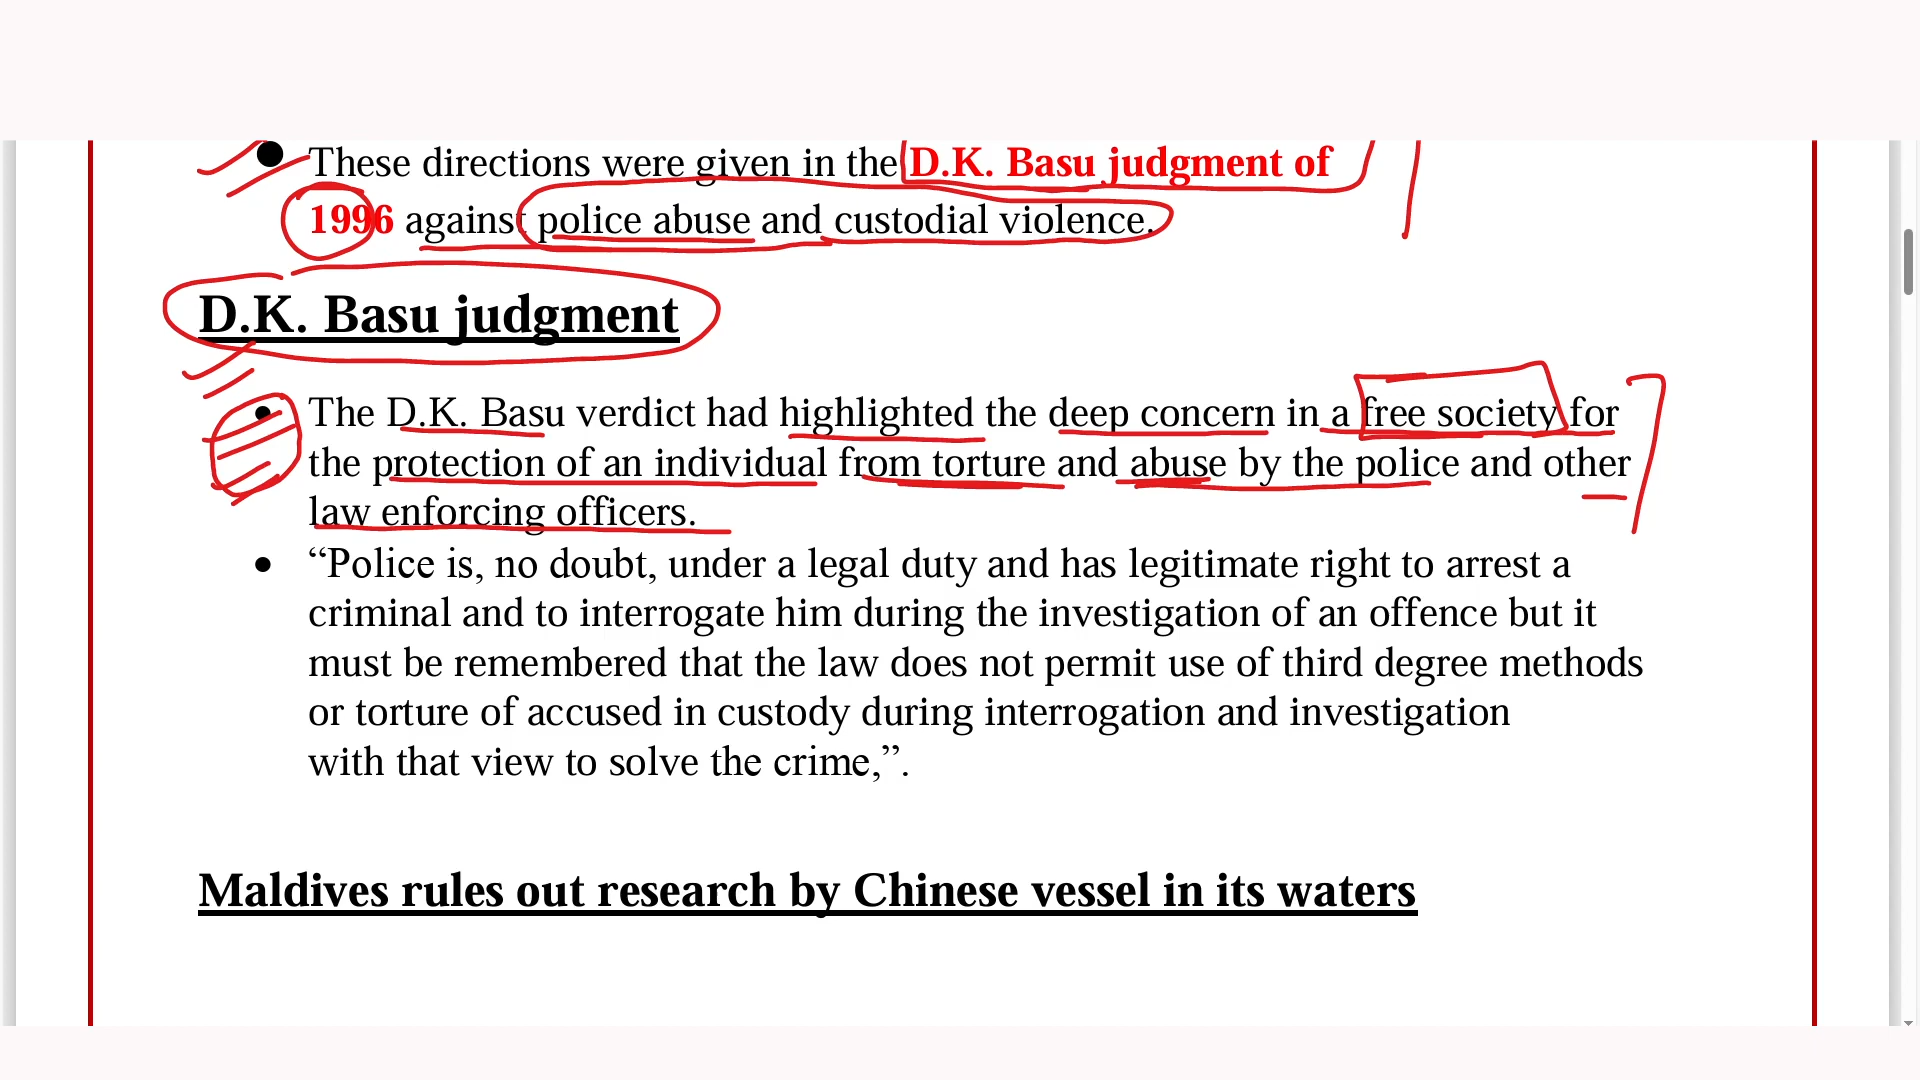 These directions were given in the D.K. Basu judgment of
1996 against police abuse and custodial violence.
D.K. Basu judgment
The D.K. Basu verdict had highlighted the deep concern in a free society for
the protection of an individual from torture and abuse by the police and other
law enforcing officers.
“Police is, no doubt, under a legal duty and has legitimate right to arrest a
criminal and to interrogate him during the investigation of an offence but it
must be remembered that the law does not permit use of third degree methods
or torture of accused in custody during interrogation and investigation
with that view to solve the crime,”.
Maldives rules out research by Chinese vessel in its waters